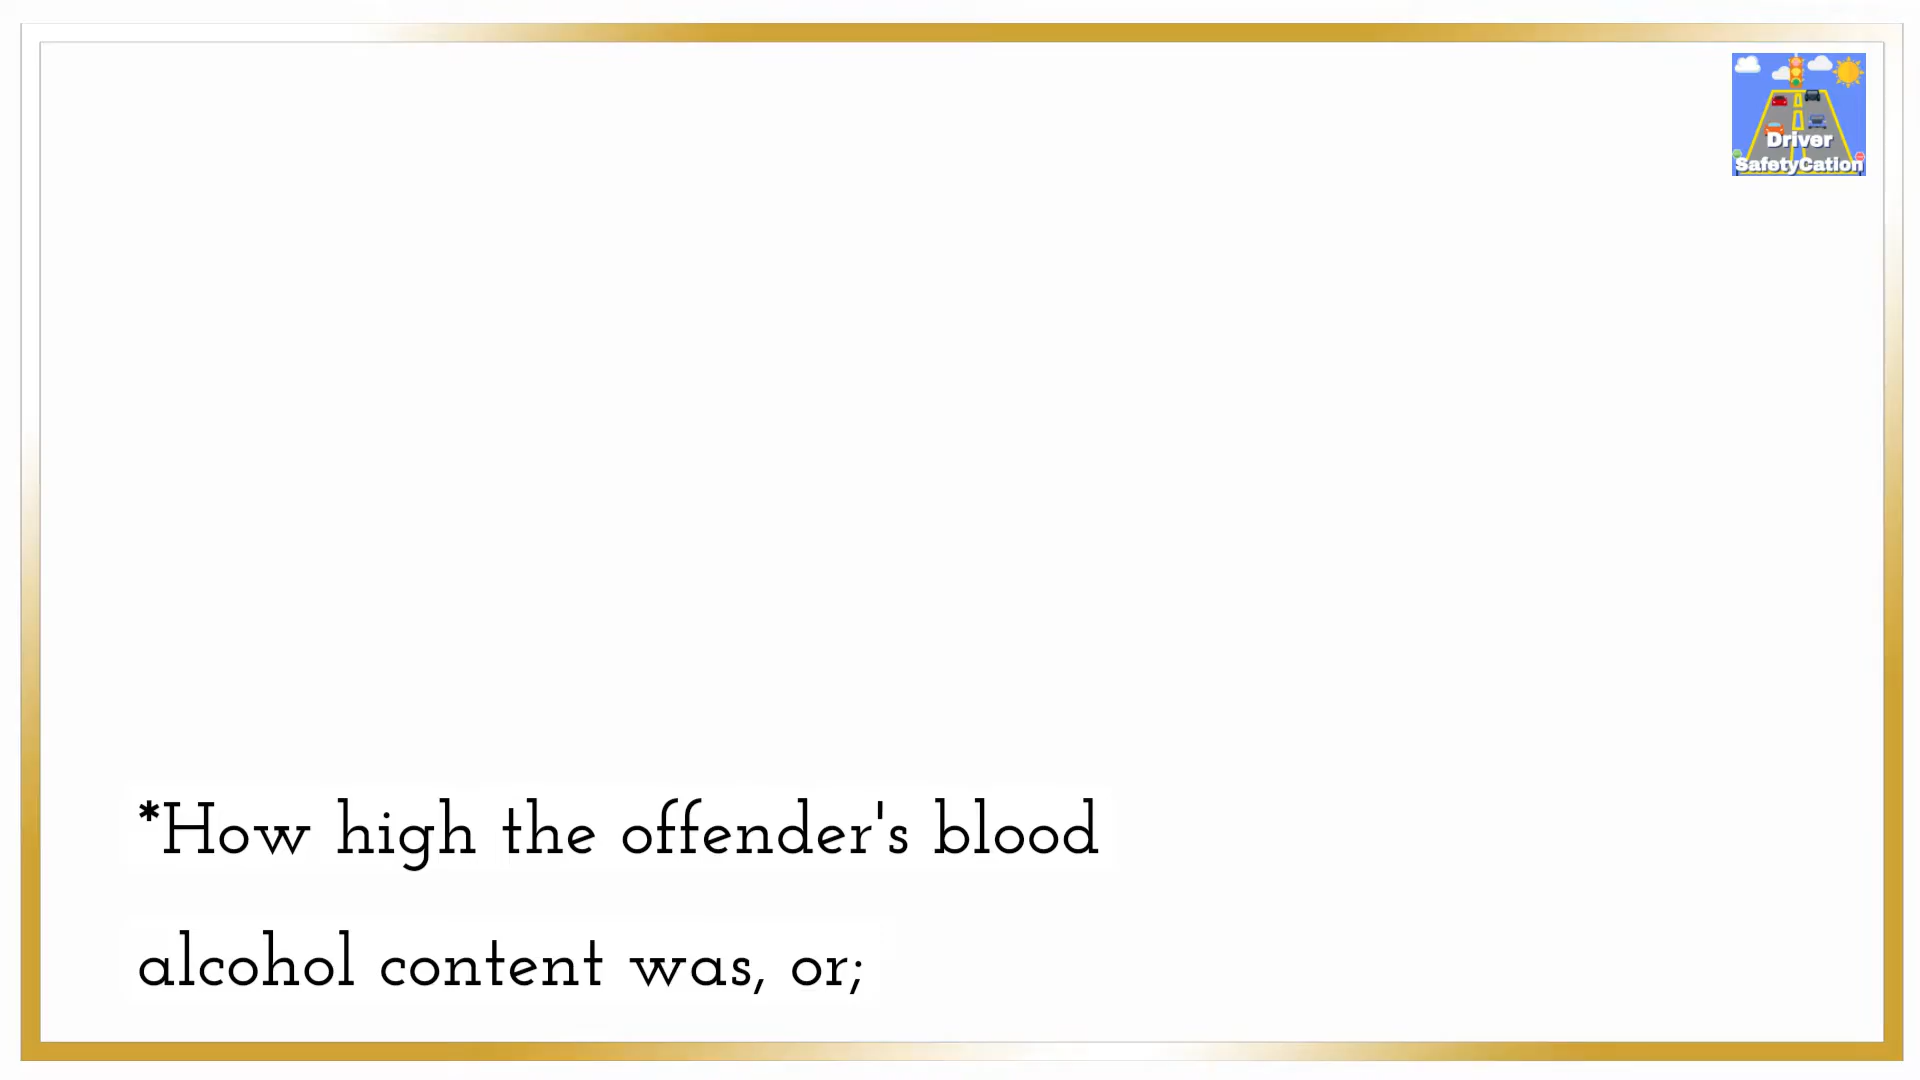 Driver
SafetyCation
*How high the offender's blood
alcohol content was, or;